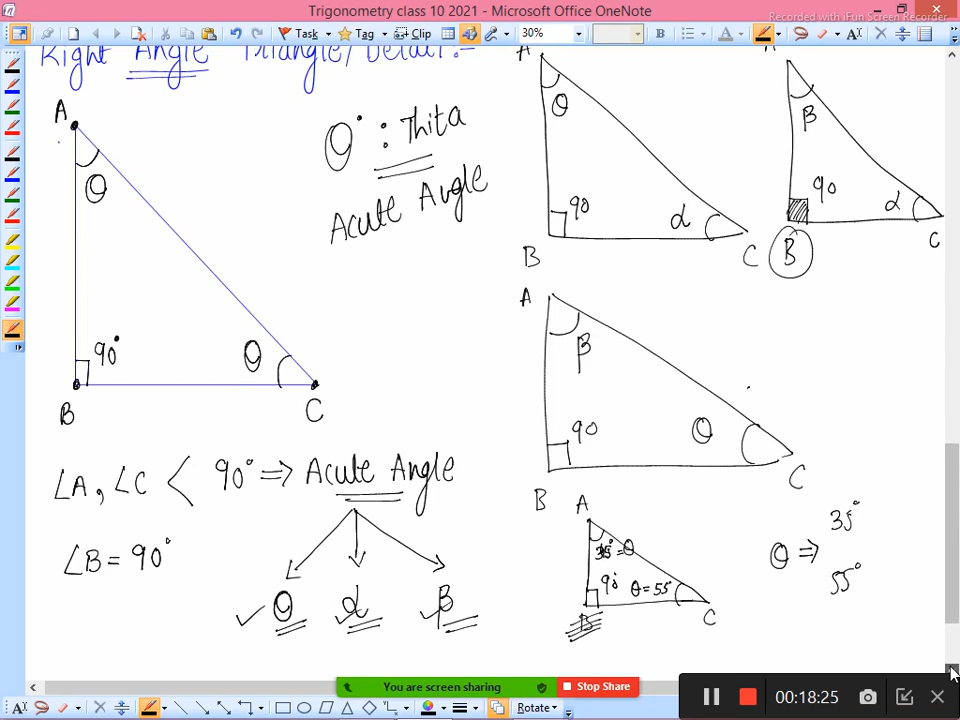 Trigonometry class 10 2021 - Microsoft Office OneNote
Recorded with iFun Screen Recorder
Task
Tag
Clip
30%
B
A
A
Right Angle Triangle/Detail:-
A
θ
90°
θ
B
C
θ° : Thita
Acute Angle
A
θ
90
α
B
C
A
β
90
α
B
C
A
β
90
θ
B
C
∠A, ∠C < 90° ⇒ Acute Angle
∠B = 90°
θ α β
A
35° = θ
90°
θ = 55°
B
C
θ ⇒ 35°
55°
You are screen sharing
Stop Share
00:18:25
Rotate